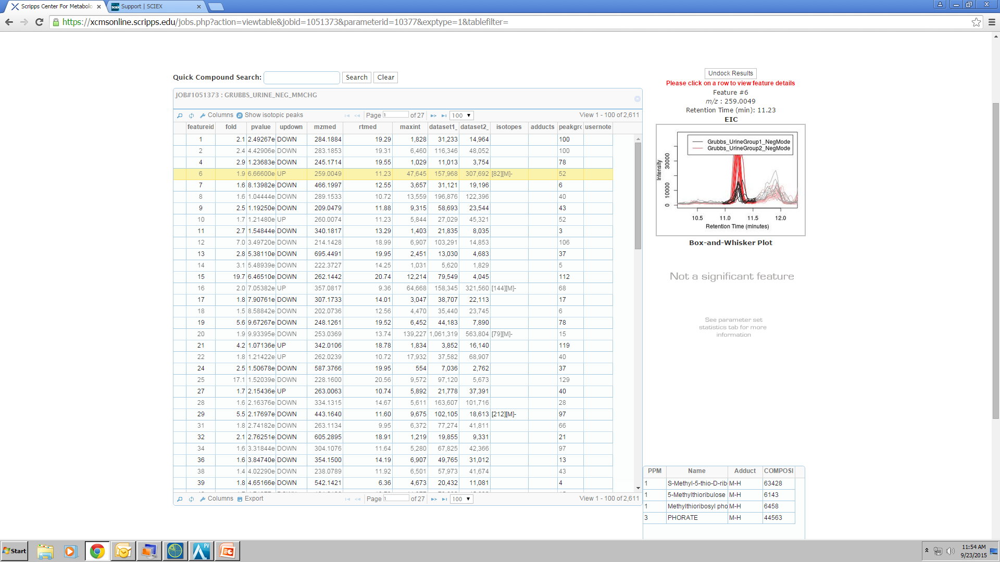 Scripps Center For Metabolo
Support | SCIEX
https://xcmsonline.scripps.edu/jobs.php?action=viewtable&jobid=1051373&parameterid=10377&exptype=1&tablefilter=
Quick Compound Search: Search Clear
JOB#1051373 : GRUBBS_URINE_NEG_MMCHG
Columns Show isotopic peaks Page 1 of 27 100 View 1 - 100 of 2,611
featureid fold pvalue updown mzmed rtmed maxint dataset1_ dataset2_ isotopes adducts peakgrc usernote
1 2.1 2.49267e- DOWN 284.1884 19.29 1,828 31,233 14,964 100
2 2.4 4.42906e- DOWN 283.1853 19.31 6,460 116,346 48,052 100
4 2.9 1.23683e- DOWN 245.1714 19.55 1,029 11,013 3,754 78
6 1.9 6.66600e- UP 259.0049 11.23 47,645 157,968 307,692 [82][M]- 52
7 1.6 8.13982e- DOWN 466.1997 12.55 3,657 31,121 19,196 6
8 1.6 1.04444e- DOWN 289.1533 10.72 13,559 196,876 122,396 40
9 2.5 1.19250e- DOWN 209.0479 11.88 9,315 58,693 23,544 43
10 1.7 1.21480e- UP 260.0074 11.23 5,844 27,029 45,321 52
11 2.7 1.54844e- DOWN 340.1817 13.29 1,403 21,835 8,035 3
12 7.0 3.49720e- DOWN 214.1428 18.99 6,907 103,291 14,853 106
13 2.8 5.38110e- DOWN 695.4491 19.95 2,451 13,030 4,683 37
14 3.1 5.48939e- DOWN 222.3727 14.25 1,031 5,620 1,829 5
15 19.7 6.46510e- DOWN 262.1442 20.74 12,214 79,549 4,045 112
16 2.0 7.05382e- UP 357.0817 9.36 64,668 158,345 321,560 [144][M]- 68
17 1.8 7.90761e- DOWN 307.1733 14.01 3,047 38,707 22,113 17
18 1.5 8.58842e- DOWN 202.0736 12.56 4,470 35,440 23,745 6
19 5.6 9.67267e- DOWN 248.1261 19.52 6,452 44,183 7,890 78
20 1.9 9.93395e- DOWN 253.0369 13.74 139,227 1,061,319 563,804 [79][M]- 15
21 4.2 1.07136e- UP 342.0106 18.78 1,834 3,852 16,140 119
22 1.8 1.21422e- UP 262.0239 10.72 17,932 37,582 68,907 40
24 2.5 1.50678e- DOWN 587.3766 19.95 554 7,036 2,762 37
25 17.1 1.52039e- DOWN 228.1600 20.56 9,572 97,120 5,673 129
27 1.7 2.15436e- UP 263.0063 10.74 5,892 21,778 37,391 40
28 1.6 2.16376e- DOWN 334.1315 14.67 5,611 163,607 101,716 28
29 5.5 2.17697e- DOWN 443.1640 11.60 9,675 102,105 18,613 [212][M]- 97
31 1.8 2.74182e- DOWN 263.1134 9.95 6,372 77,274 41,811 66
32 2.1 2.76251e- DOWN 605.2895 18.91 1,219 19,855 9,331 21
34 1.6 3.31844e- DOWN 304.1076 11.64 5,280 67,825 42,366 97
36 1.6 3.84740e- DOWN 354.1500 14.19 6,907 49,765 31,012 13
38 1.4 4.02290e- DOWN 238.0789 11.92 6,501 57,973 41,674 43
39 1.8 4.65166e- DOWN 542.1421 6.36 4,673 20,432 11,081 4
Columns Export Page 1 of 27 100 View 1 - 100 of 2,611
Undock Results
Please click on a row to view feature details
Feature #6
m/z : 259.0049
Retention Time (min): 11.23
EIC
Grubbs_UrineGroup1_NegMode
Grubbs_UrineGroup2_NegMode
Intensity
0 10000 30000
10.5 11.0 11.5 12.0
Retention Time (minutes)
Box-and-Whisker Plot
Not a significant feature
See parameter set
statistics tab for more
information
PPM Name Adduct COMPOSI
1 S-Methyl-5-thio-D-rib M-H 63428
1 5-Methylthioribulose M-H 6143
1 Methylthioribosyl pho M-H 6458
3 PHORATE M-H 44563
Start
PV
11:54 AM
9/23/2015